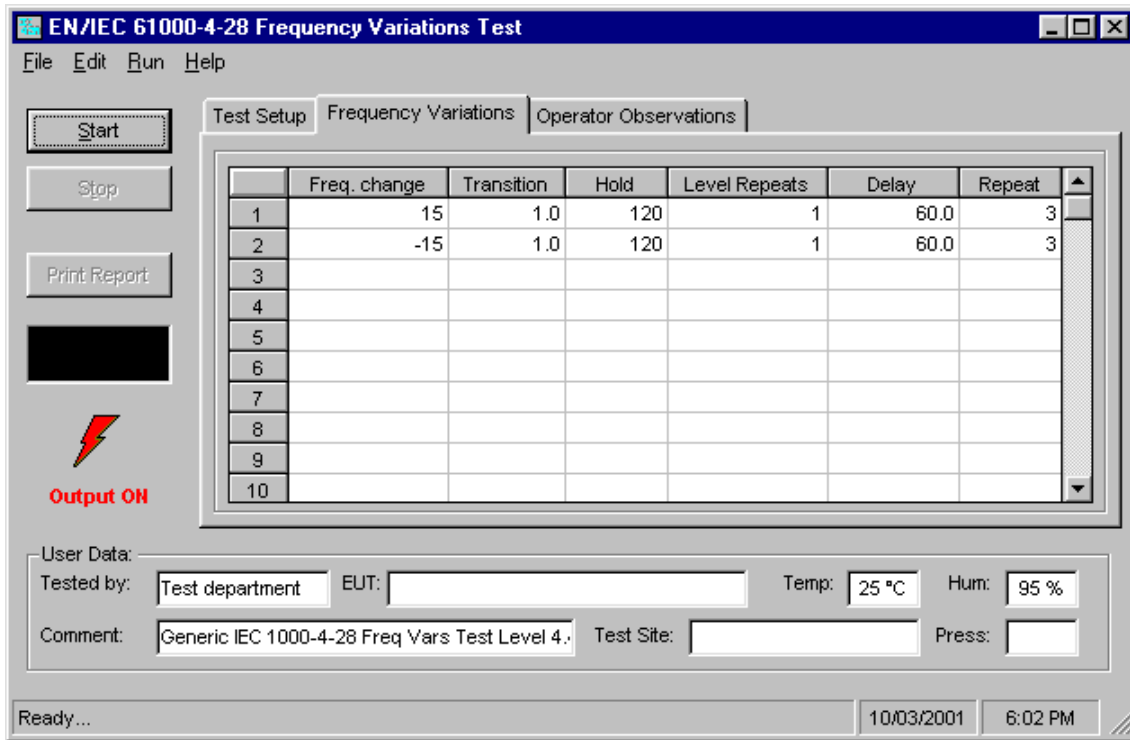 EN/IEC 61000-4-28 Frequency Variations Test
File Edit Run Help
Start
Stop
Print Report
Output ON
Test Setup Frequency Variations Operator Observations
Freq. change Transition Hold Level Repeats Delay Repeat
1 15 1.0 120 1 60.0 3
2 -15 1.0 120 1 60.0 3
3
4
5
6
7
8
9
10
User Data:
Tested by: Test department EUT: Temp: 25 °C Hum: 95 %
Comment: Generic IEC 1000-4-28 Freq Vars Test Level 4. Test Site: Press:
Ready... 10/03/2001 6:02 PM